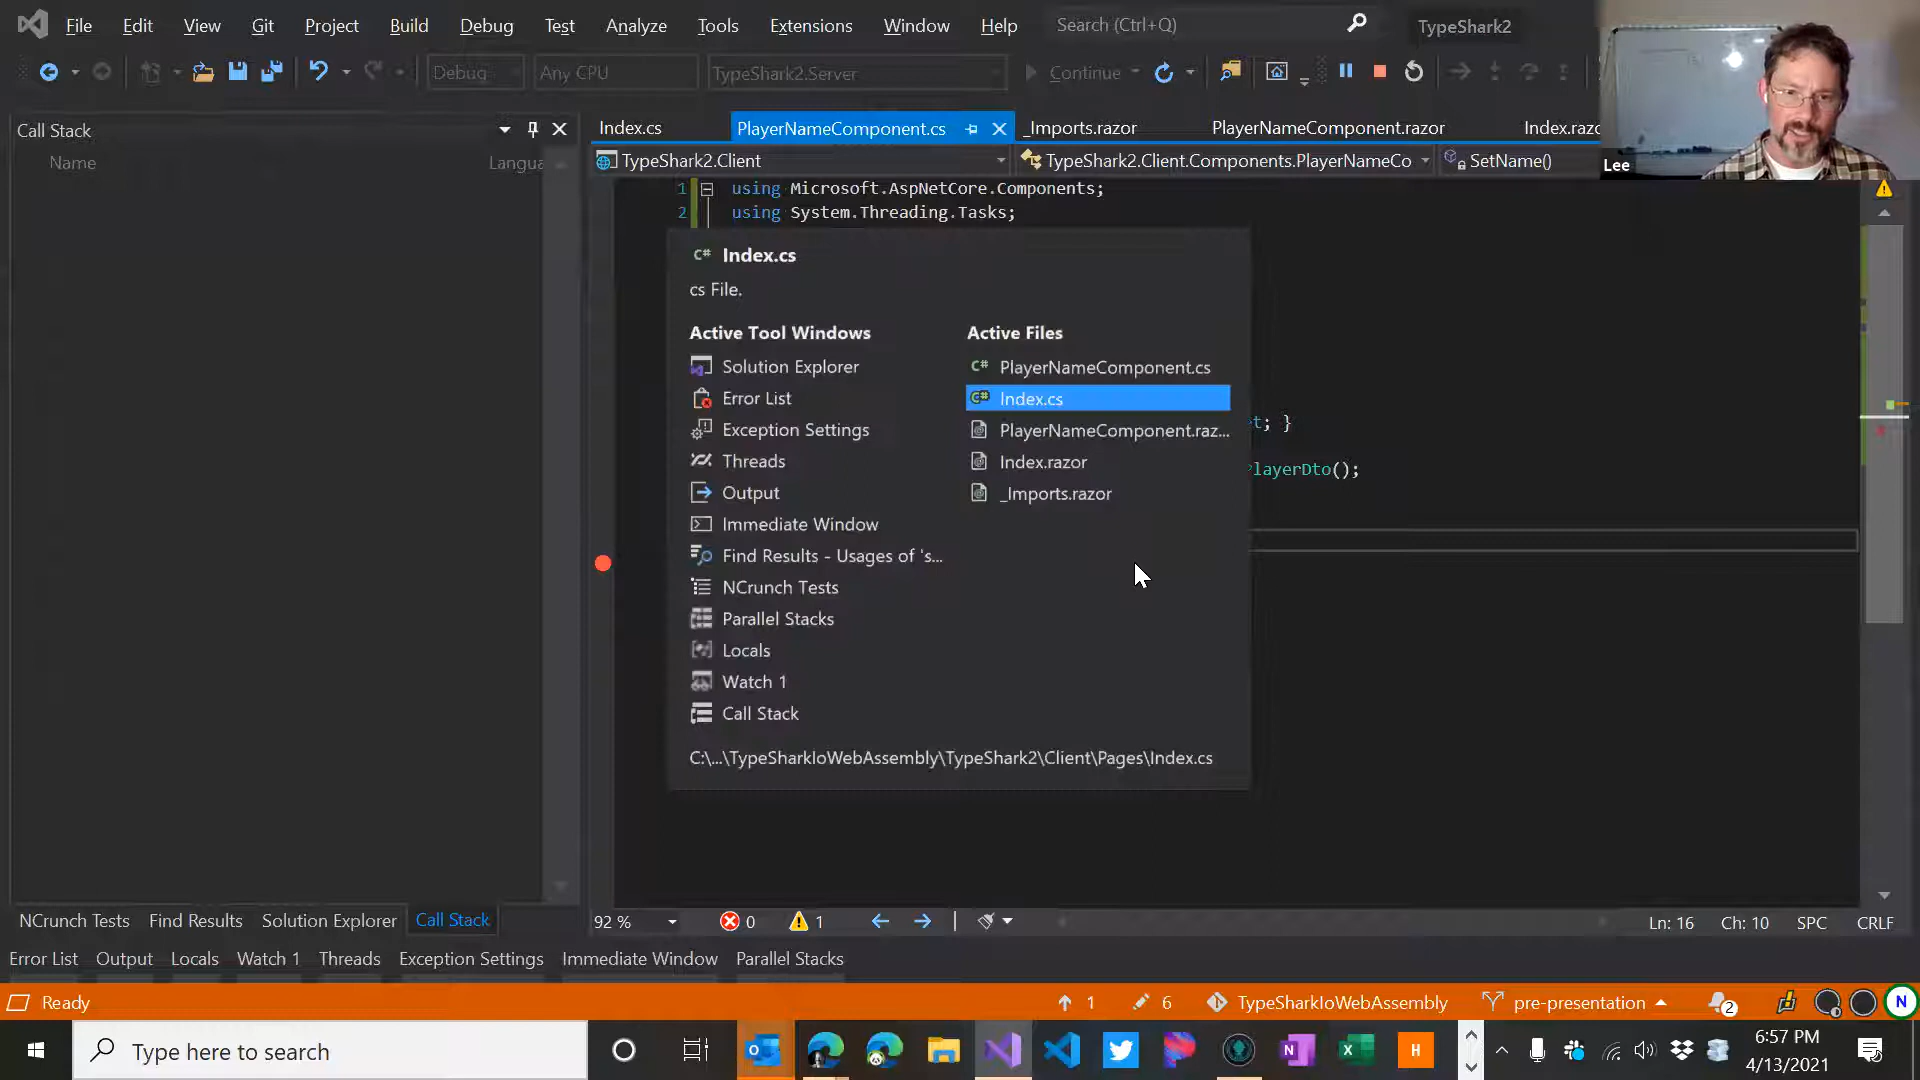 File Edit View Git Project Build Debug Test Analyze Tools Extensions Window Help Search (Ctrl+Q) TypeShark2
Debug Any CPU TypeShark2.Server Continue
Call Stack
Name Langua
Index.cs PlayerNameComponent.cs _Imports.razor PlayerNameComponent.razor Index.razo
TypeShark2.Client TypeShark2.Client.Components.PlayerNameCo SetName()
Lee
1 using Microsoft.AspNetCore.Components;
2 using System.Threading.Tasks;
C# Index.cs
cs File.
Active Tool Windows
Solution Explorer
Error List
Exception Settings
Threads
Output
Immediate Window
Find Results - Usages of 's...
NCrunch Tests
Parallel Stacks
Locals
Watch 1
Call Stack
Active Files
C# PlayerNameComponent.cs
C# Index.cs
PlayerNameComponent.raz...
Index.razor
_Imports.razor
C:\...\TypeSharkIoWebAssembly\TypeShark2\Client\Pages\Index.cs
t; }
layerDto();
NCrunch Tests Find Results Solution Explorer Call Stack
92 % 0 1 Ln: 16 Ch: 10 SPC CRLF
Error List Output Locals Watch 1 Threads Exception Settings Immediate Window Parallel Stacks
Ready 1 6 TypeSharkIoWebAssembly pre-presentation 2 N
Type here to search
H
6:57 PM
4/13/2021